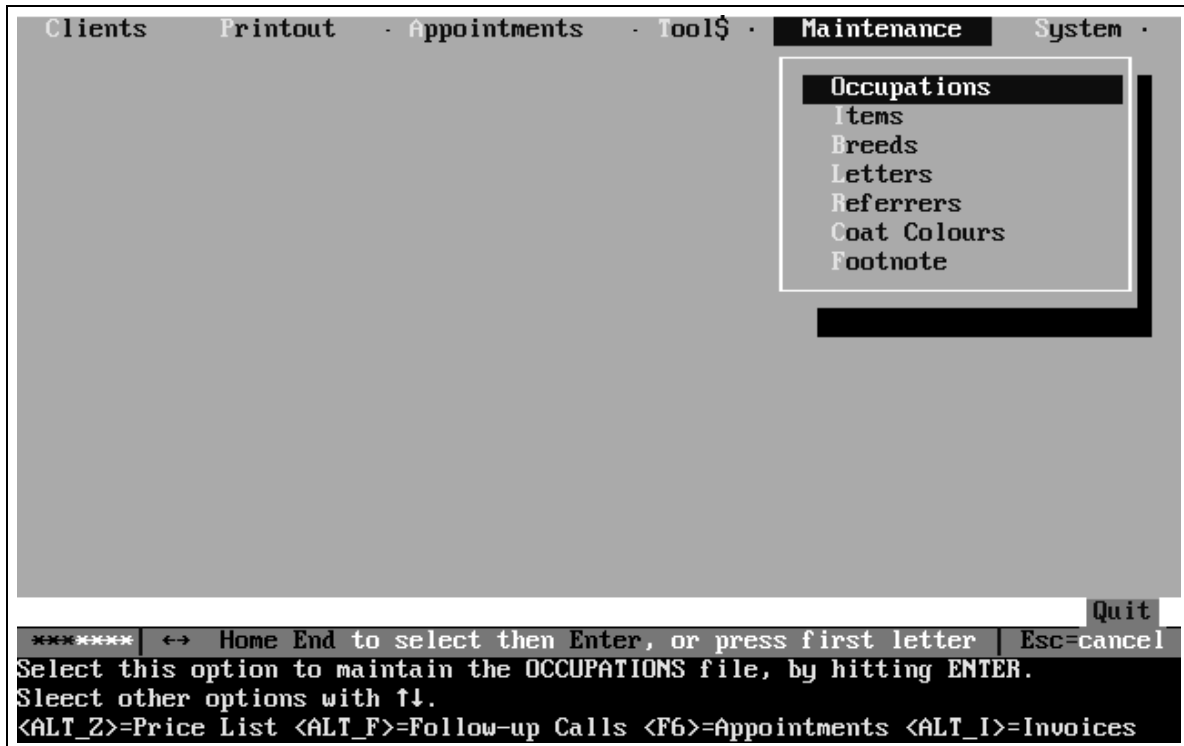 Clients Printout · Appointments · Tool$ · Maintenance System ·
Occupations
Items
Breeds
Letters
Referrers
Coat Colours
Footnote
Quit
******* │ ↔ Home End to select then Enter, or press first letter │ Esc=cancel
Select this option to maintain the OCCUPATIONS file, by hitting ENTER.
Sleect other options with ↑↓.
<ALT_Z>=Price List <ALT_F>=Follow-up Calls <F6>=Appointments <ALT_I>=Invoices